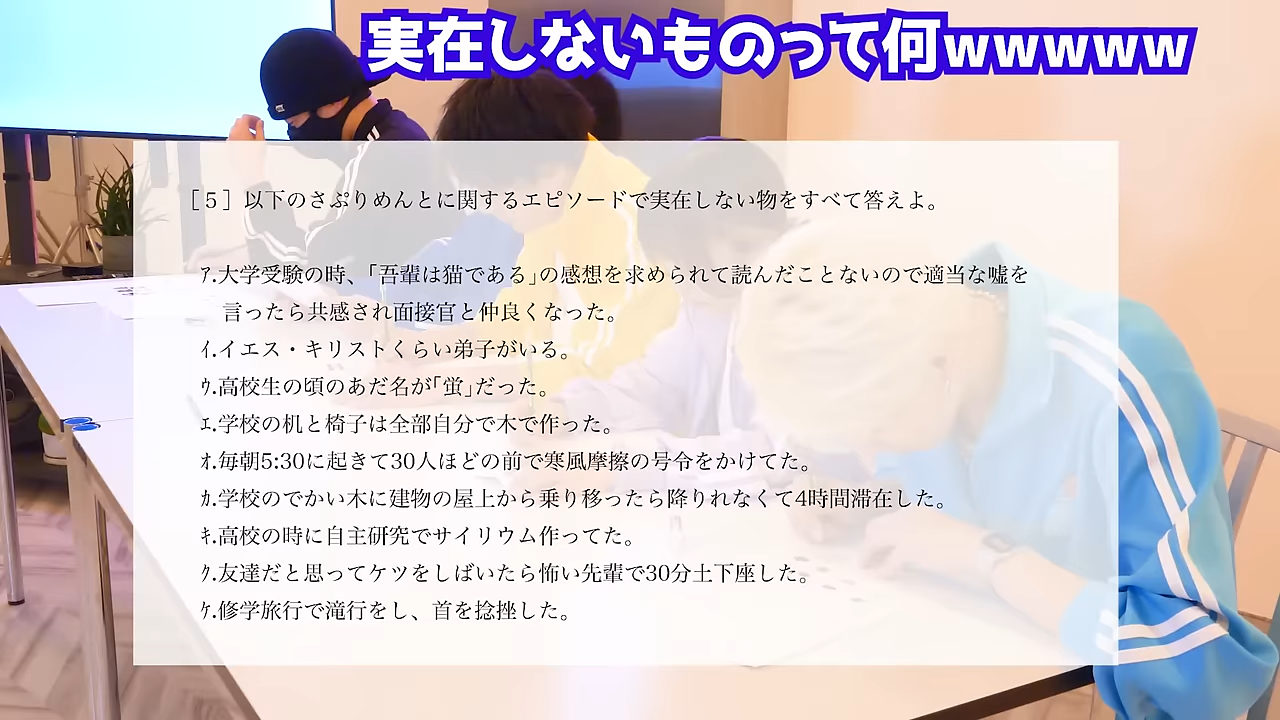 実在しないものって何wwwww
［５］以下のさぷりめんとに関するエピソードで実在しない物をすべて答えよ。
ｱ.大学受験の時､｢吾輩は猫である｣の感想を求められて読んだことないので適当な嘘を
言ったら共感され面接官と仲良くなった。
ｲ.イエス・キリストくらい弟子がいる。
ｳ.高校生の頃のあだ名が｢蛍｣だった。
ｴ.学校の机と椅子は全部自分で木で作った。
ｵ.毎朝5:30に起きて30人ほどの前で寒風摩擦の号令をかけてた。
ｶ.学校のでかい木に建物の屋上から乗り移ったら降りれなくて4時間滞在した。
ｷ.高校の時に自主研究でサイリウム作ってた。
ｸ.友達だと思ってケツをしばいたら怖い先輩で30分土下座した。
ｹ.修学旅行で滝行をし、首を捻挫した。